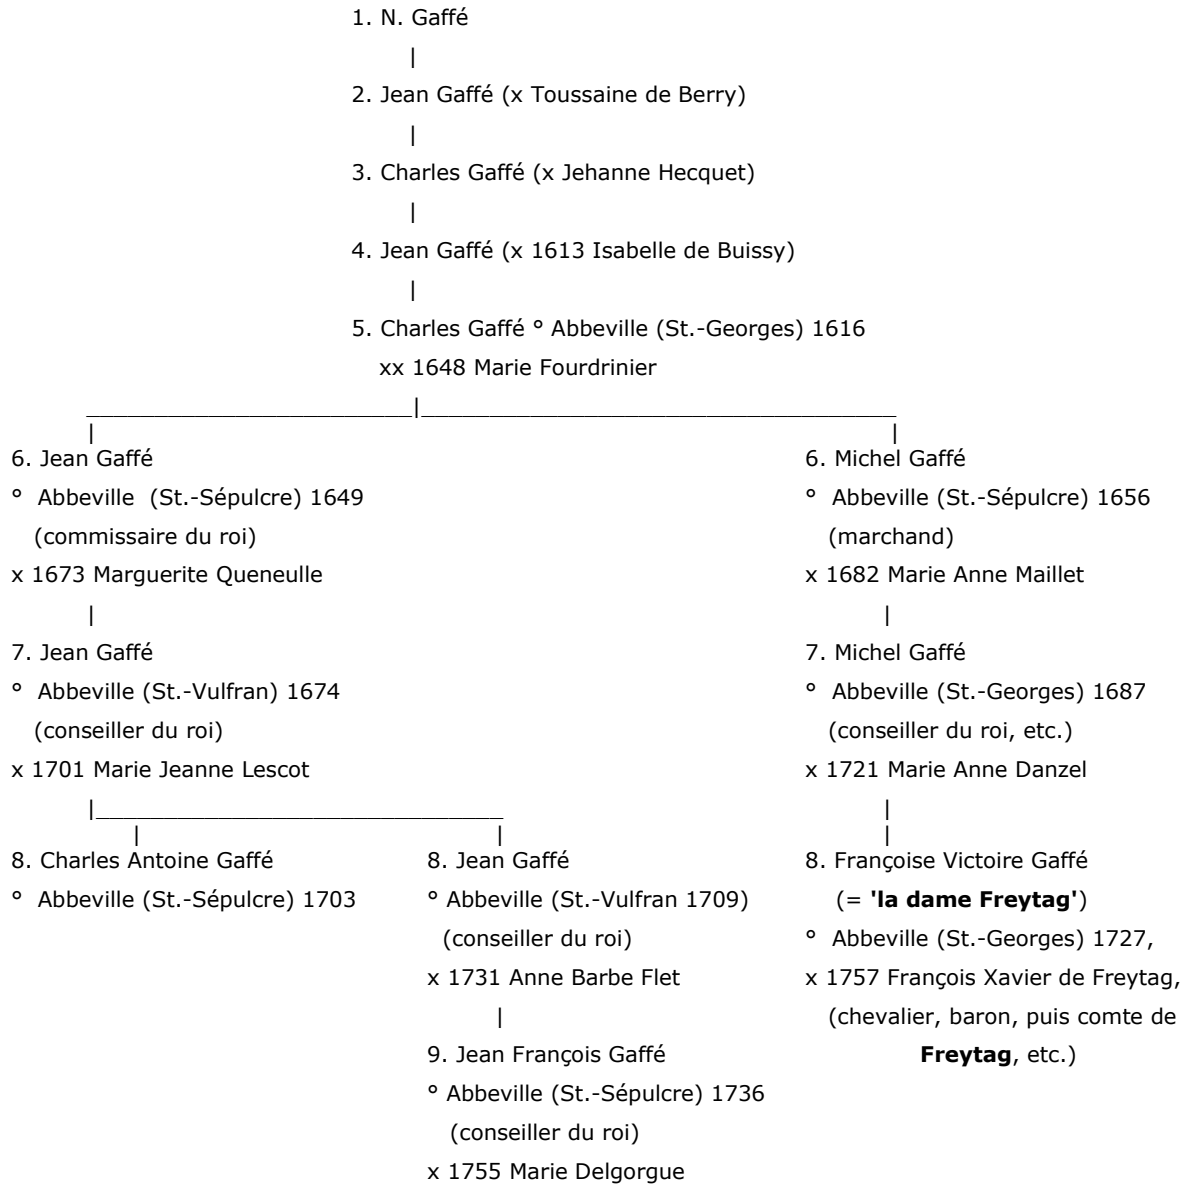 1. N. Gaffé
2. Jean Gaffé (x Toussaine de Berry)
3. Charles Gaffé (x Jehanne Hecquet)
4. Jean Gaffé (x 1613 Isabelle de Buissy)
5. Charles Gaffé ° Abbeville (St.-Georges) 1616
xx 1648 Marie Fourdrinier
6. Jean Gaffé
° Abbeville (St.-Sépulcre) 1649
(commissaire du roi)
x 1673 Marguerite Queneulle
6. Michel Gaffé
° Abbeville (St.-Sépulcre) 1656
(marchand)
x 1682 Marie Anne Maillet
7. Jean Gaffé
° Abbeville (St.-Vulfran) 1674
(conseiller du roi)
x 1701 Marie Jeanne Lescot
7. Michel Gaffé
° Abbeville (St.-Georges) 1687
(conseiller du roi, etc.)
x 1721 Marie Anne Danzel
8. Charles Antoine Gaffé
° Abbeville (St.-Sépulcre) 1703
8. Jean Gaffé
° Abbeville (St.-Vulfran 1709)
(conseiller du roi)
x 1731 Anne Barbe Flet
8. Françoise Victoire Gaffé
(= 'la dame Freytag')
° Abbeville (St.-Georges) 1727,
x 1757 François Xavier de Freytag,
(chevalier, baron, puis comte de
Freytag, etc.)
9. Jean François Gaffé
° Abbeville (St.-Sépulcre) 1736
(conseiller du roi)
x 1755 Marie Delgorgue